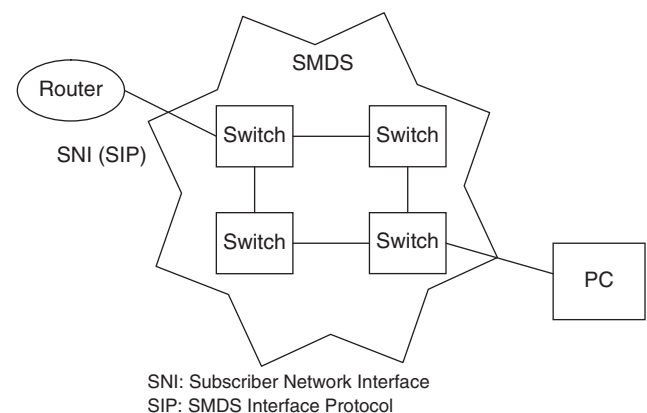 SMDS
Router
Switch
Switch
SNI (SIP)
Switch
Switch
PC
SNI: Subscriber Network Interface
SIP: SMDS Interface Protocol